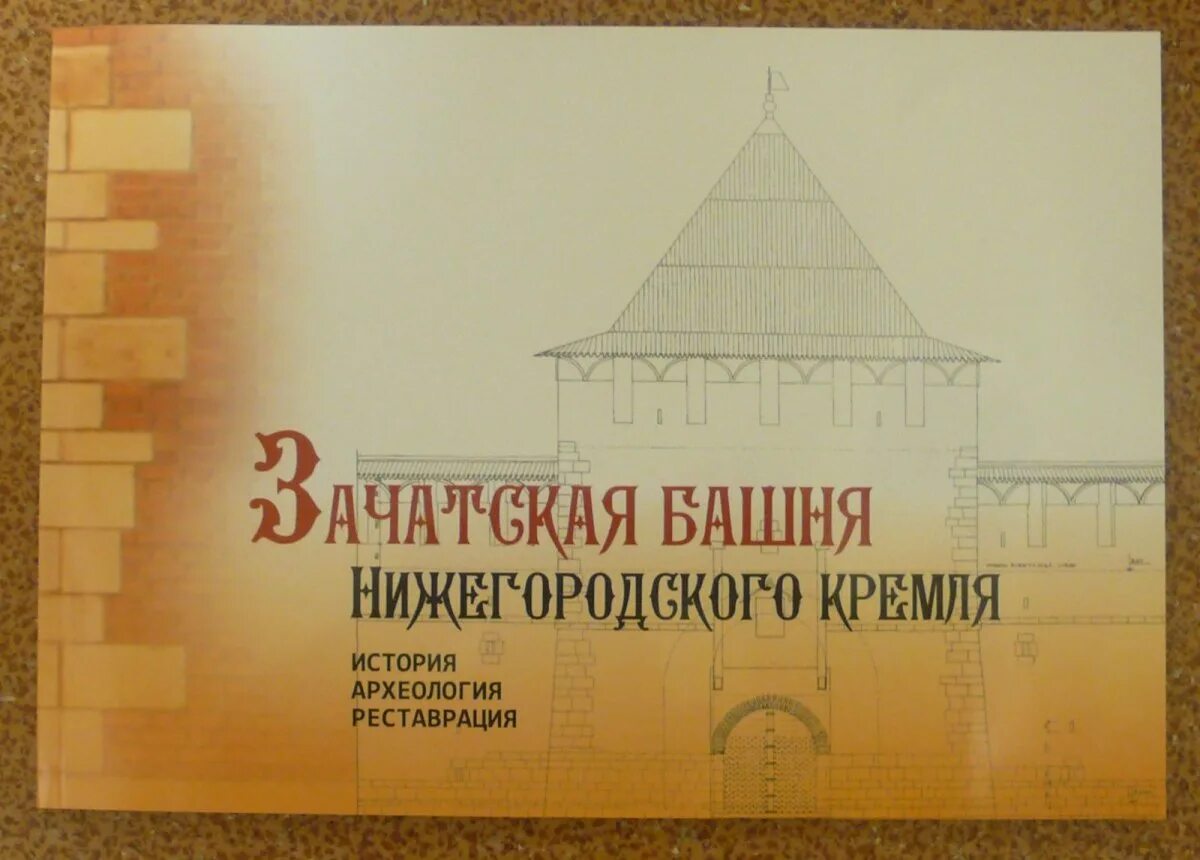 Зачатская башня
Нижегородского кремля
ИСТОРИЯ
АРХЕОЛОГИЯ
РЕСТАВРАЦИЯ